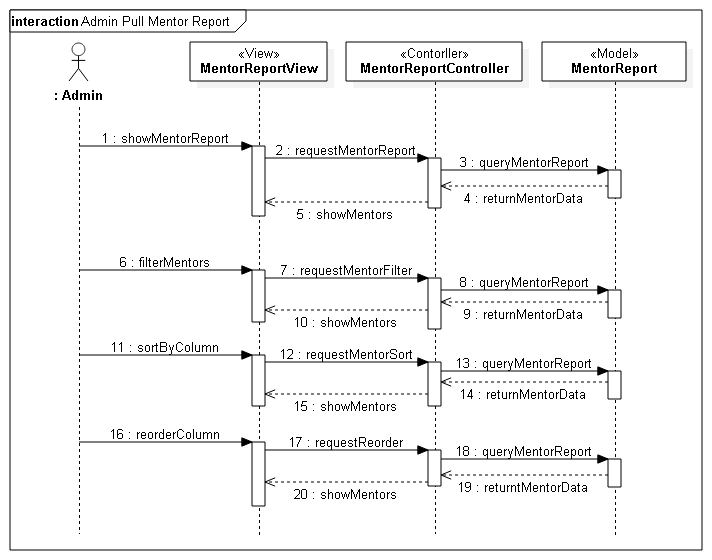 interaction Admin Pull Mentor Report
«View»
MentorReportView
«Contorller»
MentorReportController
«Model»
MentorReport
: Admin
1 : showMentorReport
2 : requestMentorReport
3 : queryMentorReport
4 : returnMentorData
5 : showMentors
6 : filterMentors
7 : requestMentorFilter
8 : queryMentorReport
9 : returnMentorData
10 : showMentors
11 : sortByColumn
12 : requestMentorSort
13 : queryMentorReport
14 : returnMentorData
15 : showMentors
16 : reorderColumn
17 : requestReorder
18 : queryMentorReport
19 : returntMentorData
20 : showMentors